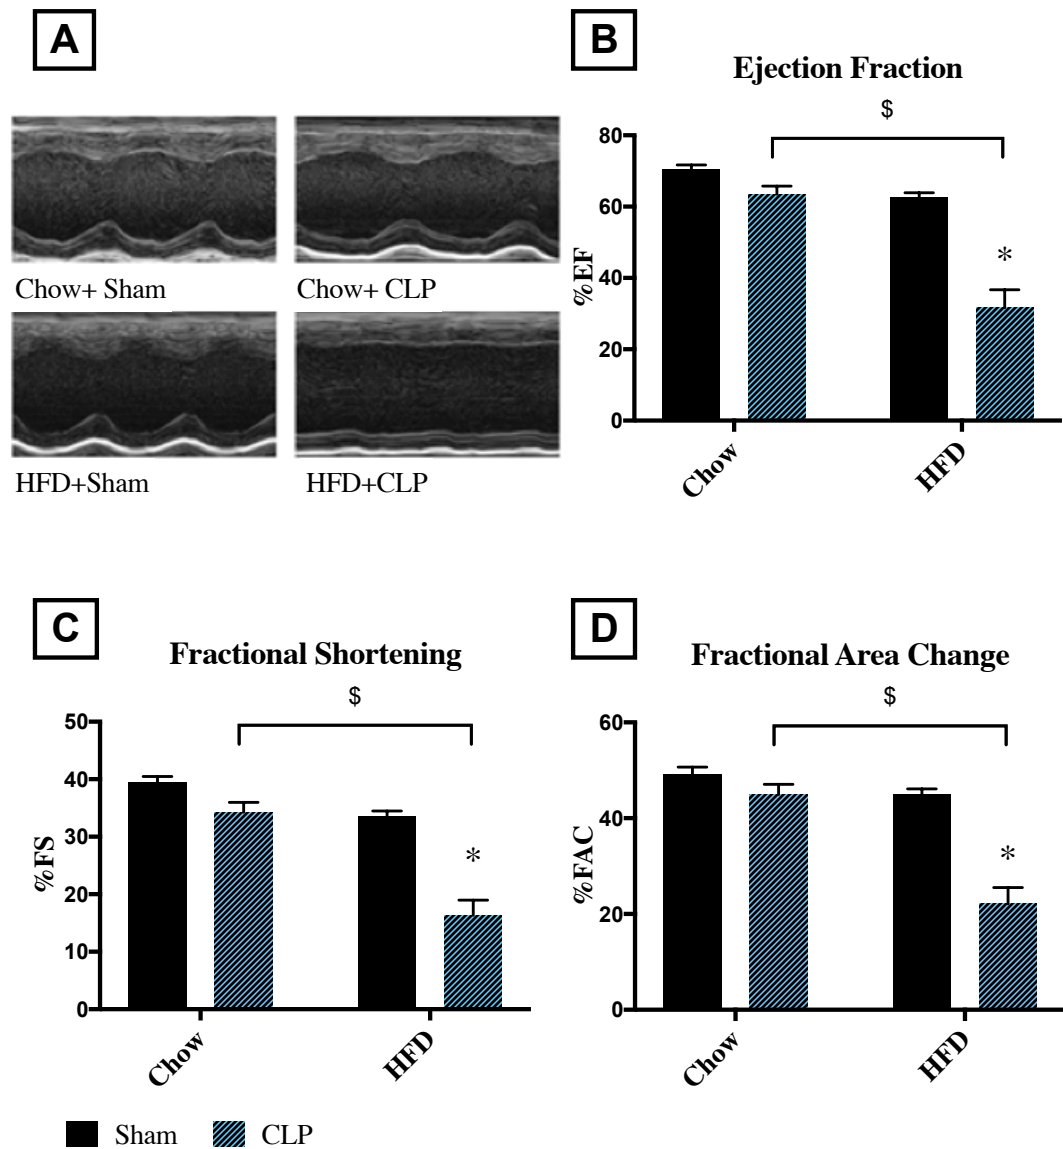 A
Chow+ Sham
Chow+ CLP
HFD+Sham
HFD+CLP
B
Ejection Fraction
$
80
60
40
20
0
%EF
*
Chow
HFD
C
Fractional Shortening
$
50
40
30
20
10
0
%FS
*
Chow
HFD
D
Fractional Area Change
$
60
40
20
0
%FAC
*
Chow
HFD
Sham
CLP